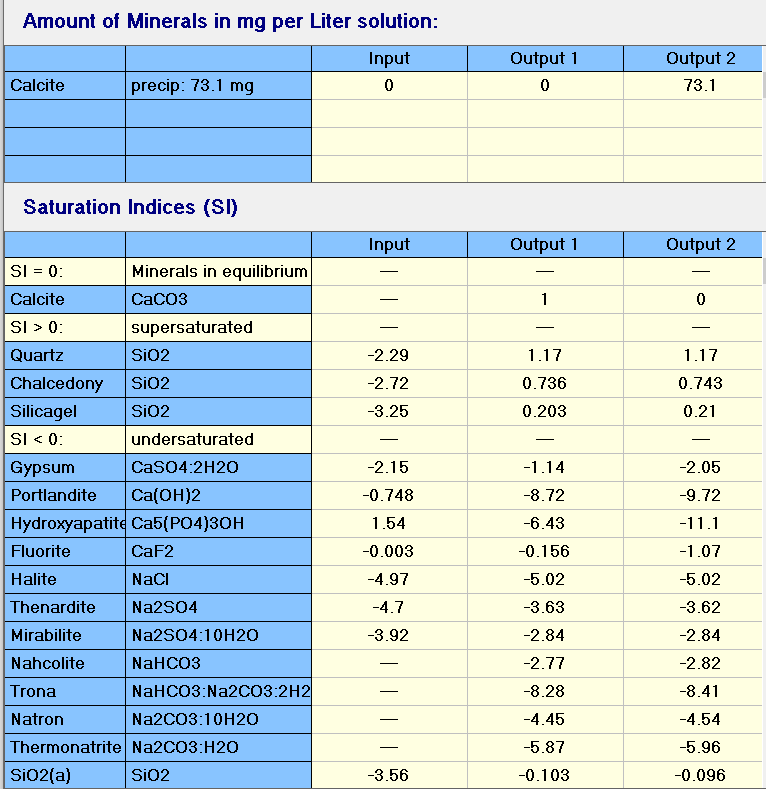 Amount of Minerals in mg per Liter solution:
Input Output 1 Output 2
Calcite precip: 73.1 mg 0 0 73.1
Saturation Indices (SI)
Input Output 1 Output 2
SI = 0: Minerals in equilibrium — — —
Calcite CaCO3 — 1 0
SI > 0: supersaturated — — —
Quartz SiO2 -2.29 1.17 1.17
Chalcedony SiO2 -2.72 0.736 0.743
Silicagel SiO2 -3.25 0.203 0.21
SI < 0: undersaturated — — —
Gypsum CaSO4:2H2O -2.15 -1.14 -2.05
Portlandite Ca(OH)2 -0.748 -8.72 -9.72
Hydroxyapatite Ca5(PO4)3OH 1.54 -6.43 -11.1
Fluorite CaF2 -0.003 -0.156 -1.07
Halite NaCl -4.97 -5.02 -5.02
Thenardite Na2SO4 -4.7 -3.63 -3.62
Mirabilite Na2SO4:10H2O -3.92 -2.84 -2.84
Nahcolite NaHCO3 — -2.77 -2.82
Trona NaHCO3:Na2CO3:2H2 — -8.28 -8.41
Natron Na2CO3:10H2O — -4.45 -4.54
Thermonatrite Na2CO3:H2O — -5.87 -5.96
SiO2(a) SiO2 -3.56 -0.103 -0.096